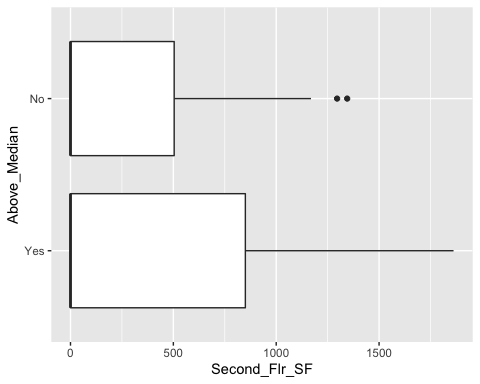 Above_Median
No
Yes
0 500 1000 1500
Second_Flr_SF